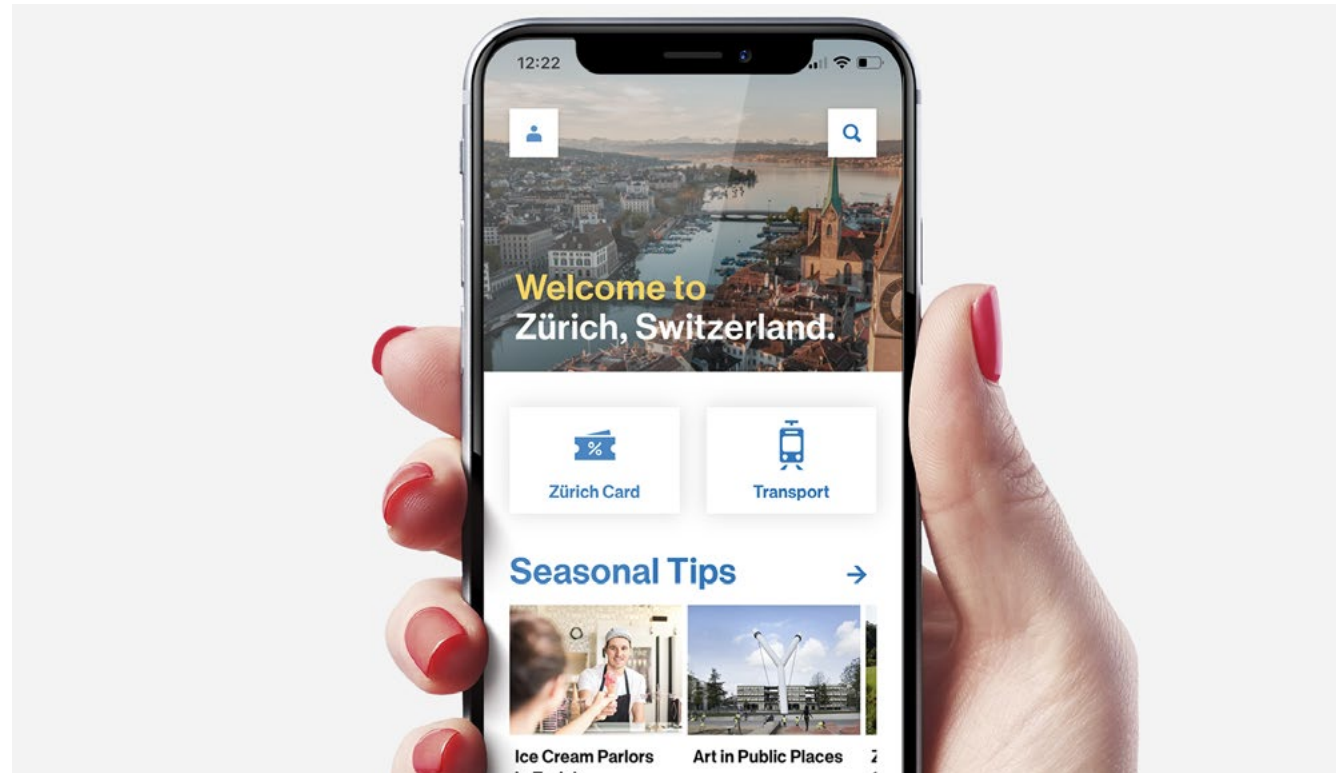 12:22
Welcome to
Zürich, Switzerland.
%
Zürich Card
Transport
Seasonal Tips
Ice Cream Parlors
Art in Public Places